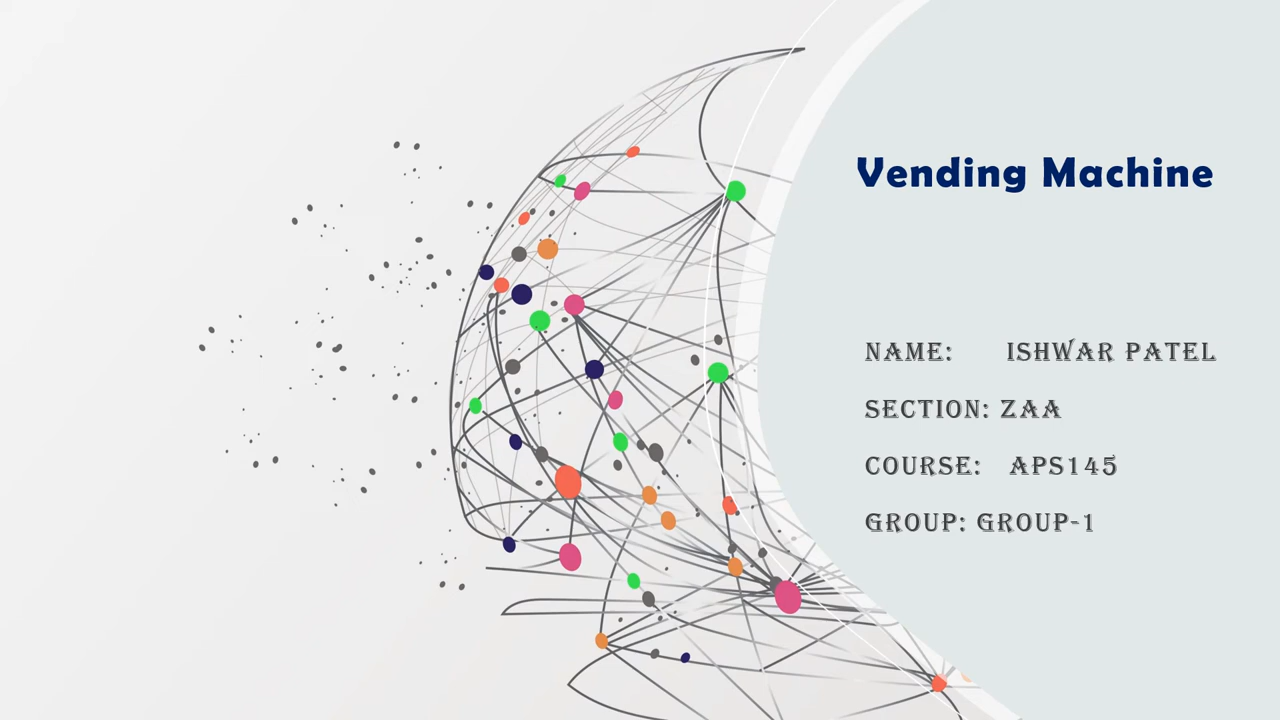 Vending Machine
NAME: ISHWAR PATEL
SECTION: ZAA
COURSE: APS145
GROUP: GROUP-1